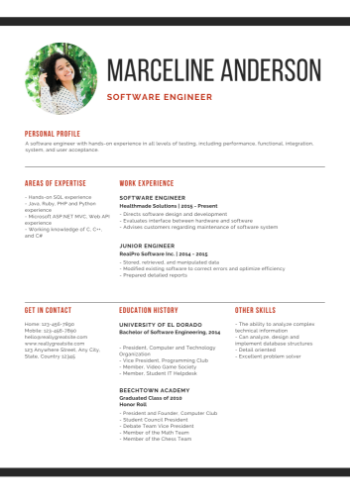 MARCELINE ANDERSON
SOFTWARE ENGINEER
PERSONAL PROFILE
A software engineer with hands-on experience in all levels of testing, including performance, functional, integration,
system, and user acceptance.
AREAS OF EXPERTISE
- Hands-on SQL experience
- Java, Ruby, PHP and Python
experience
- Microsoft ASP.NET MVC, Web API
experience
- Working knowledge of C, C++,
and C#
WORK EXPERIENCE
SOFTWARE ENGINEER
Healthmade Solutions | 2015 - Present
- Directs software design and development
- Evaluates interface between hardware and software
- Advises customers regarding maintenance of software system
JUNIOR ENGINEER
RealPro Software Inc. | 2014 - 2015
- Stored, retrieved, and manipulated data
- Modified existing software to correct errors and optimize efficiency
- Prepared detailed reports
GET IN CONTACT
Home: 123-456-7890
Mobile: 123-456-7890
hello@reallygreatsite.com
www.reallygreatsite.com
123 Anywhere Street, Any City,
State, Country 12345
EDUCATION HISTORY
UNIVERSITY OF EL DORADO
Bachelor of Software Engineering, 2014
- President, Computer and Technology
Organization
- Vice President, Programming Club
- Member, Video Game Society
- Member, Student IT Helpdesk
BEECHTOWN ACADEMY
Graduated Class of 2010
Honor Roll
- President and Founder, Computer Club
- Student Council President
- Debate Team Vice President
- Member of the Math Team
- Member of the Chess Team
OTHER SKILLS
- The ability to analyze complex
technical information
- Can analyze, design and
implement database structures
- Detail oriented
- Excellent problem solver